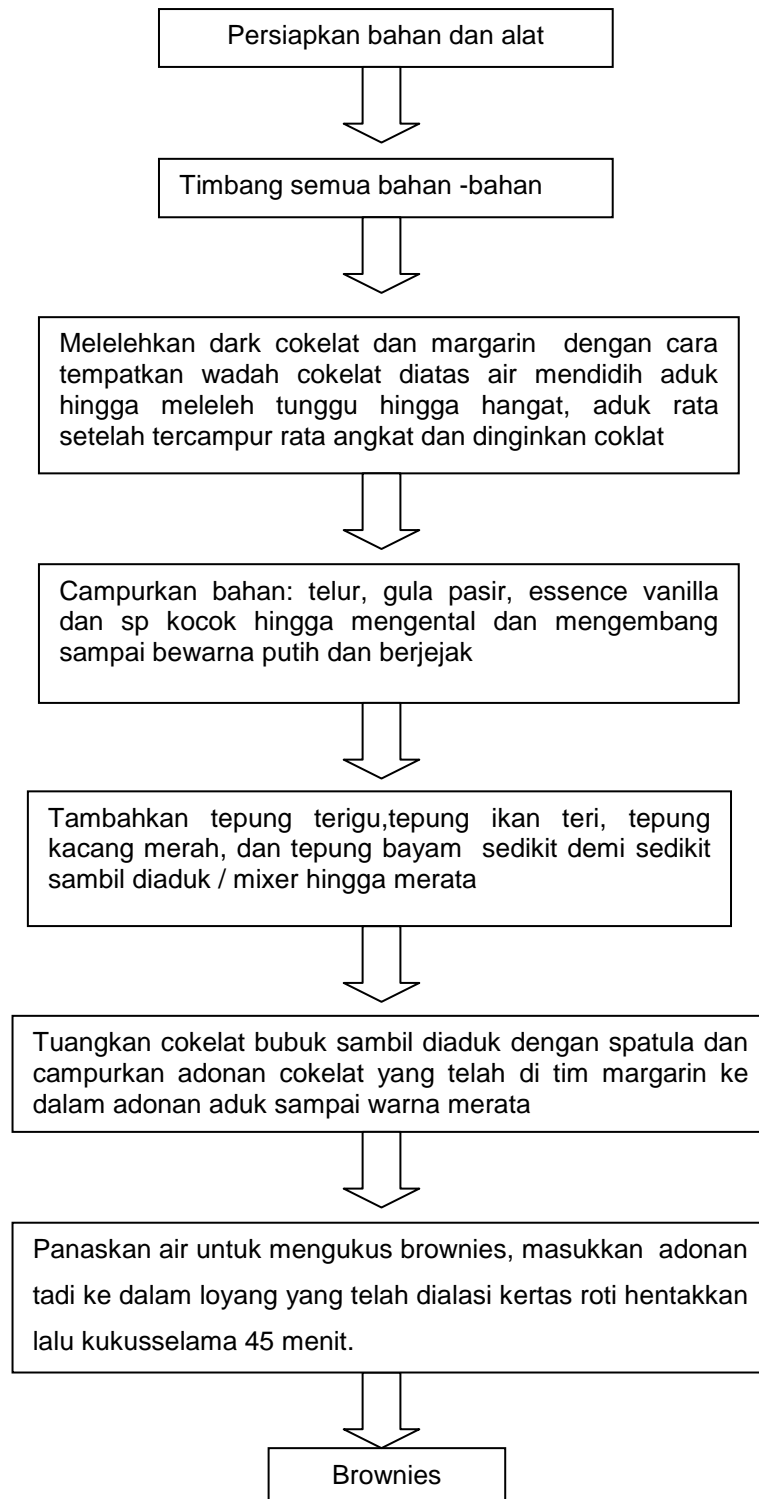 Persiapkan bahan dan alat
Timbang semua bahan -bahan
Melelehkan dark cokelat dan margarin dengan cara
tempatkan wadah cokelat diatas air mendidih aduk
hingga meleleh tunggu hingga hangat, aduk rata
setelah tercampur rata angkat dan dinginkan coklat
Campurkan bahan: telur, gula pasir, essence vanilla
dan sp kocok hingga mengental dan mengembang
sampai bewarna putih dan berjejak
Tambahkan tepung terigu,tepung ikan teri, tepung
kacang merah, dan tepung bayam sedikit demi sedikit
sambil diaduk / mixer hingga merata
Tuangkan cokelat bubuk sambil diaduk dengan spatula dan
campurkan adonan cokelat yang telah di tim margarin ke
dalam adonan aduk sampai warna merata
Panaskan air untuk mengukus brownies, masukkan adonan
tadi ke dalam loyang yang telah dialasi kertas roti hentakkan
lalu kukusselama 45 menit.
Brownies